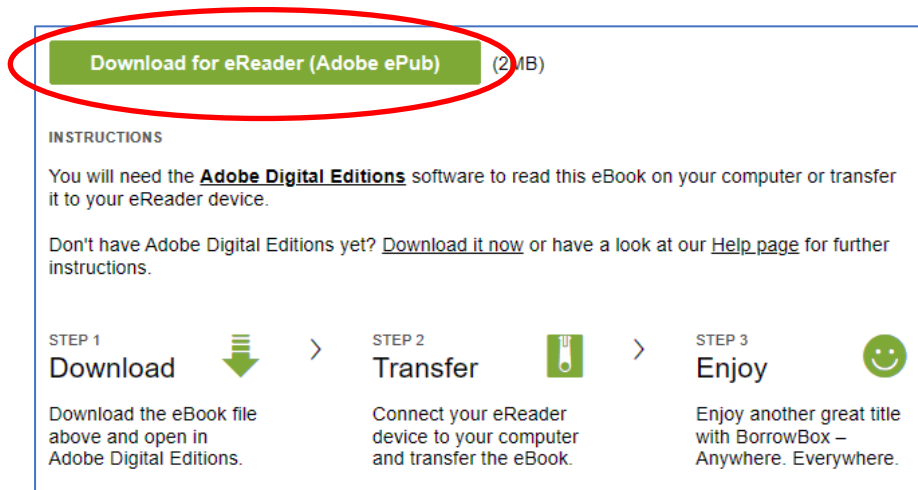 Download for eReader (Adobe ePub) (2MB)
INSTRUCTIONS
You will need the Adobe Digital Editions software to read this eBook on your computer or transfer
it to your eReader device.
Don't have Adobe Digital Editions yet? Download it now or have a look at our Help page for further
instructions.
STEP 1
Download
Download the eBook file
above and open in
Adobe Digital Editions.
STEP 2
Transfer
Connect your eReader
device to your computer
and transfer the eBook.
STEP 3
Enjoy
Enjoy another great title
with BorrowBox –
Anywhere. Everywhere.